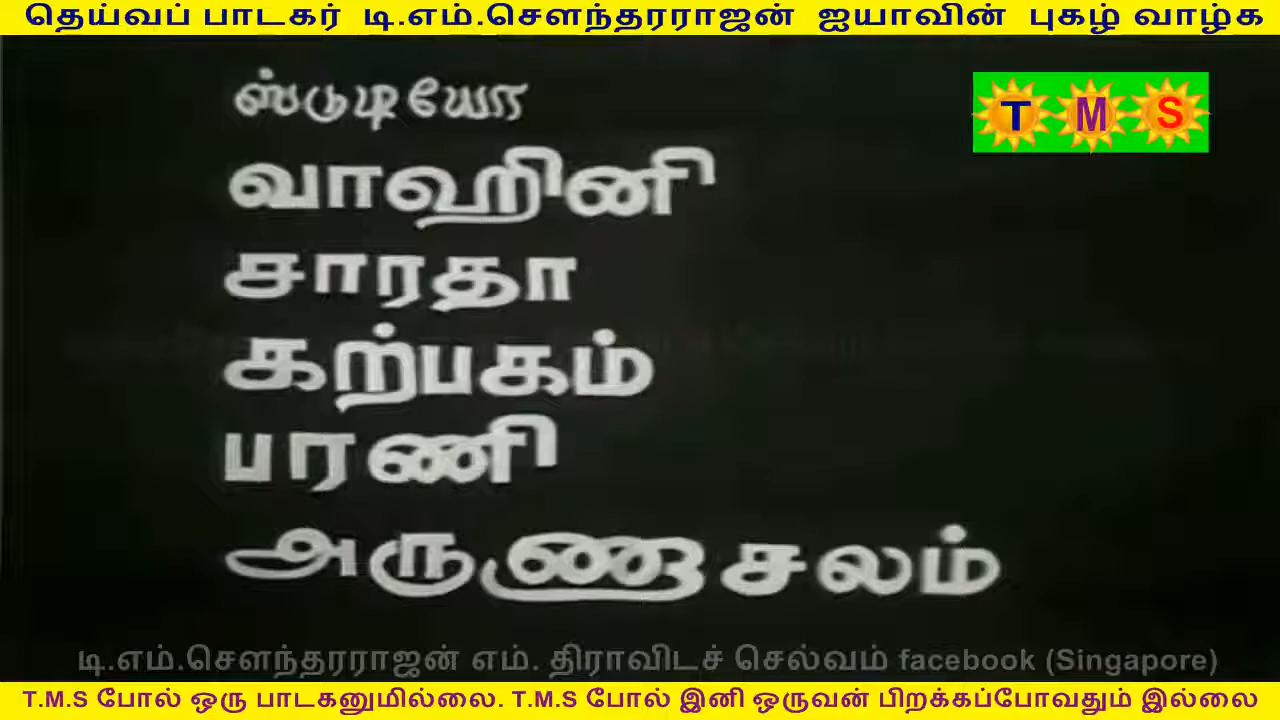 தெய்வப் பாடகர் டி.எம்.சௌந்தரராஜன் ஐயாவின் புகழ் வாழ்க
T M S
ஸ்டுடியோ
வாஹினி
சாரதா
கற்பகம்
பரணி
அருணாசலம்
டி.எம்.சௌந்தரராஜன் எம். திராவிடச் செல்வம் facebook (Singapore)
T.M.S போல் ஒரு பாடகனுமில்லை. T.M.S போல் இனி ஒருவன் பிறக்கப்போவதும் இல்லை